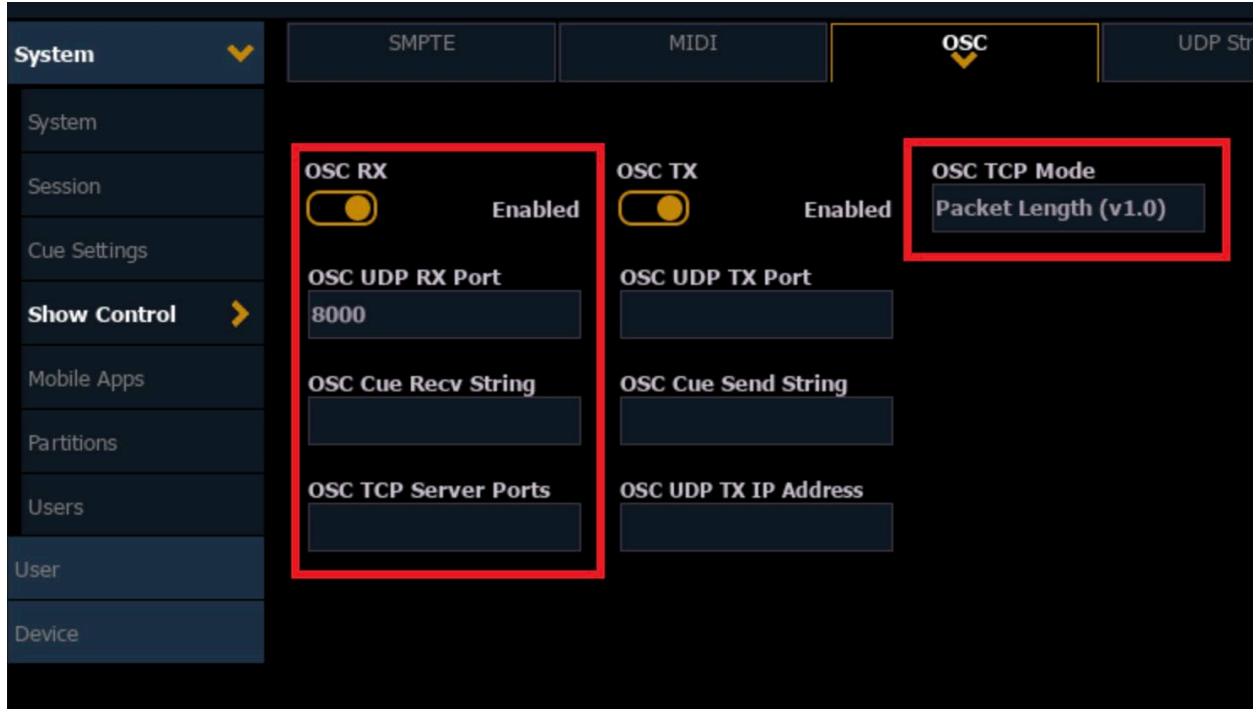 System
SMPTE
MIDI
OSC
UDP Str
System
Session
Cue Settings
Show Control
Mobile Apps
Partitions
Users
User
Device
OSC RX
Enabled
OSC UDP RX Port
8000
OSC Cue Recv String
OSC TCP Server Ports
OSC TX
Enabled
OSC UDP TX Port
OSC Cue Send String
OSC UDP TX IP Address
OSC TCP Mode
Packet Length (v1.0)